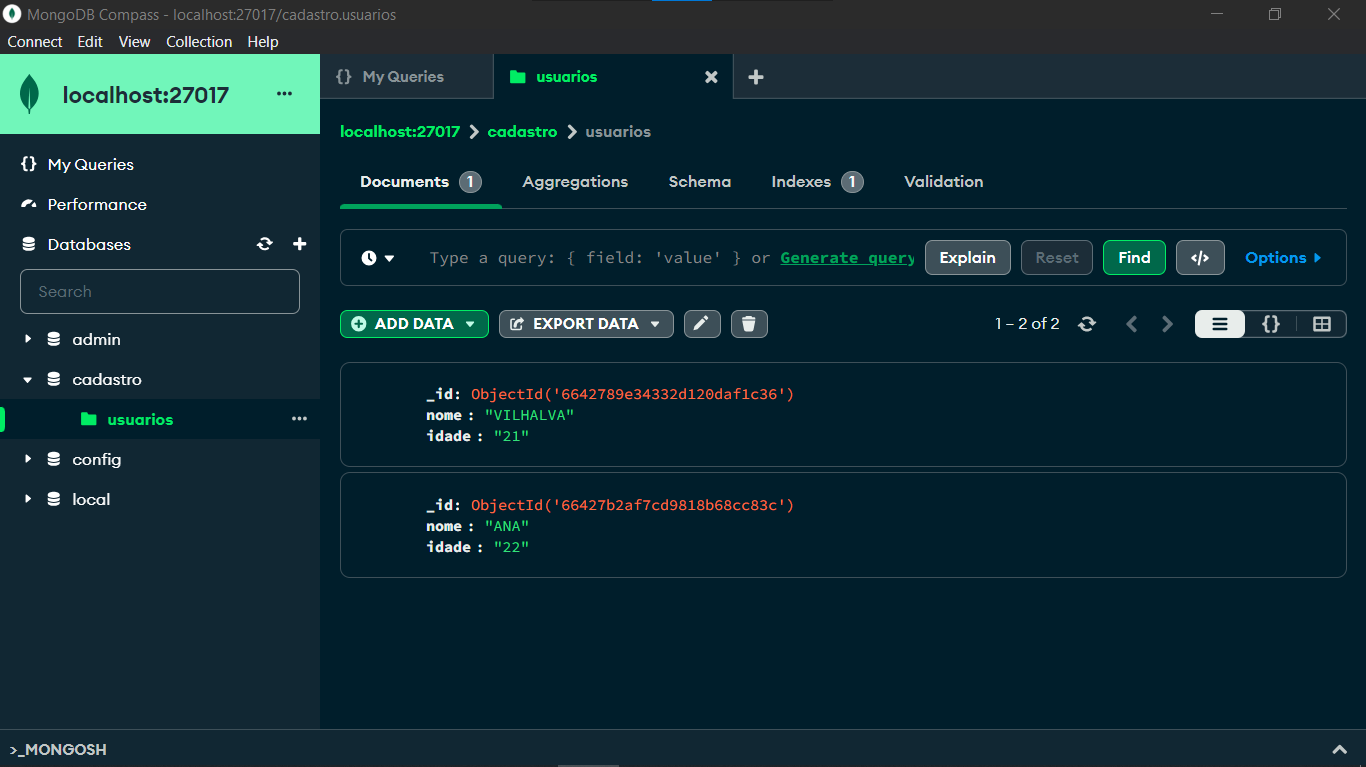 MongoDB Compass - localhost:27017/cadastro.usuarios
Connect Edit View Collection Help
localhost:27017 ...
{} My Queries
Performance
Databases
Search
admin
cadastro
usuarios ...
config
local
{} My Queries
usuarios
localhost:27017 > cadastro > usuarios
Documents 1 Aggregations Schema Indexes 1 Validation
Type a query: { field: 'value' } or Generate query Explain Reset Find </> Options
ADD DATA EXPORT DATA 1 – 2 of 2 {}
_id: ObjectId('6642789e34332d120daf1c36')
nome : "VILHALVA"
idade : "21"
_id: ObjectId('66427b2af7cd9818b68cc83c')
nome : "ANA"
idade : "22"
>_MONGOSH